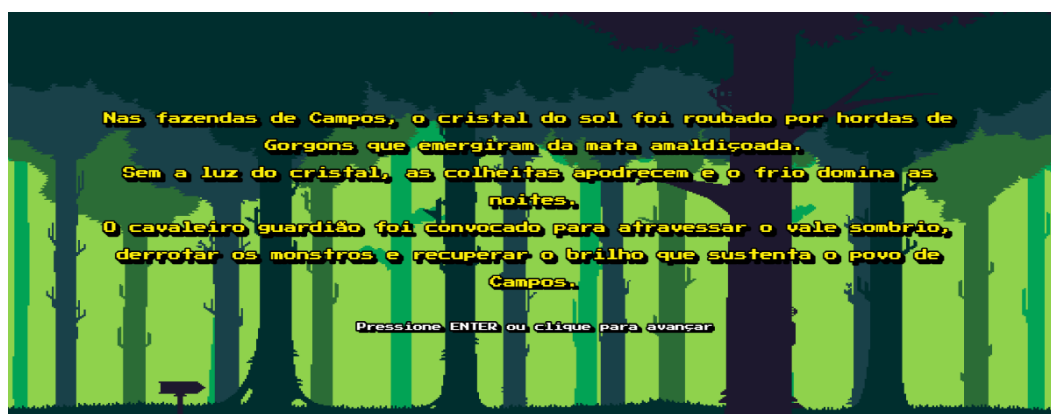 Nas fazendas de Campos, o cristal do sol foi roubado por hordas de
Gorgons que emergiram da mata amaldiçoada.
Sem a luz do cristal, as colheitas apodrecem e o frio domina as
noites.
O cavaleiro guardião foi convocado para atravessar o vale sombrio,
derrotar os monstros e recuperar o brilho que sustenta o povo de
Campos.
Pressione ENTER ou clique para avançar